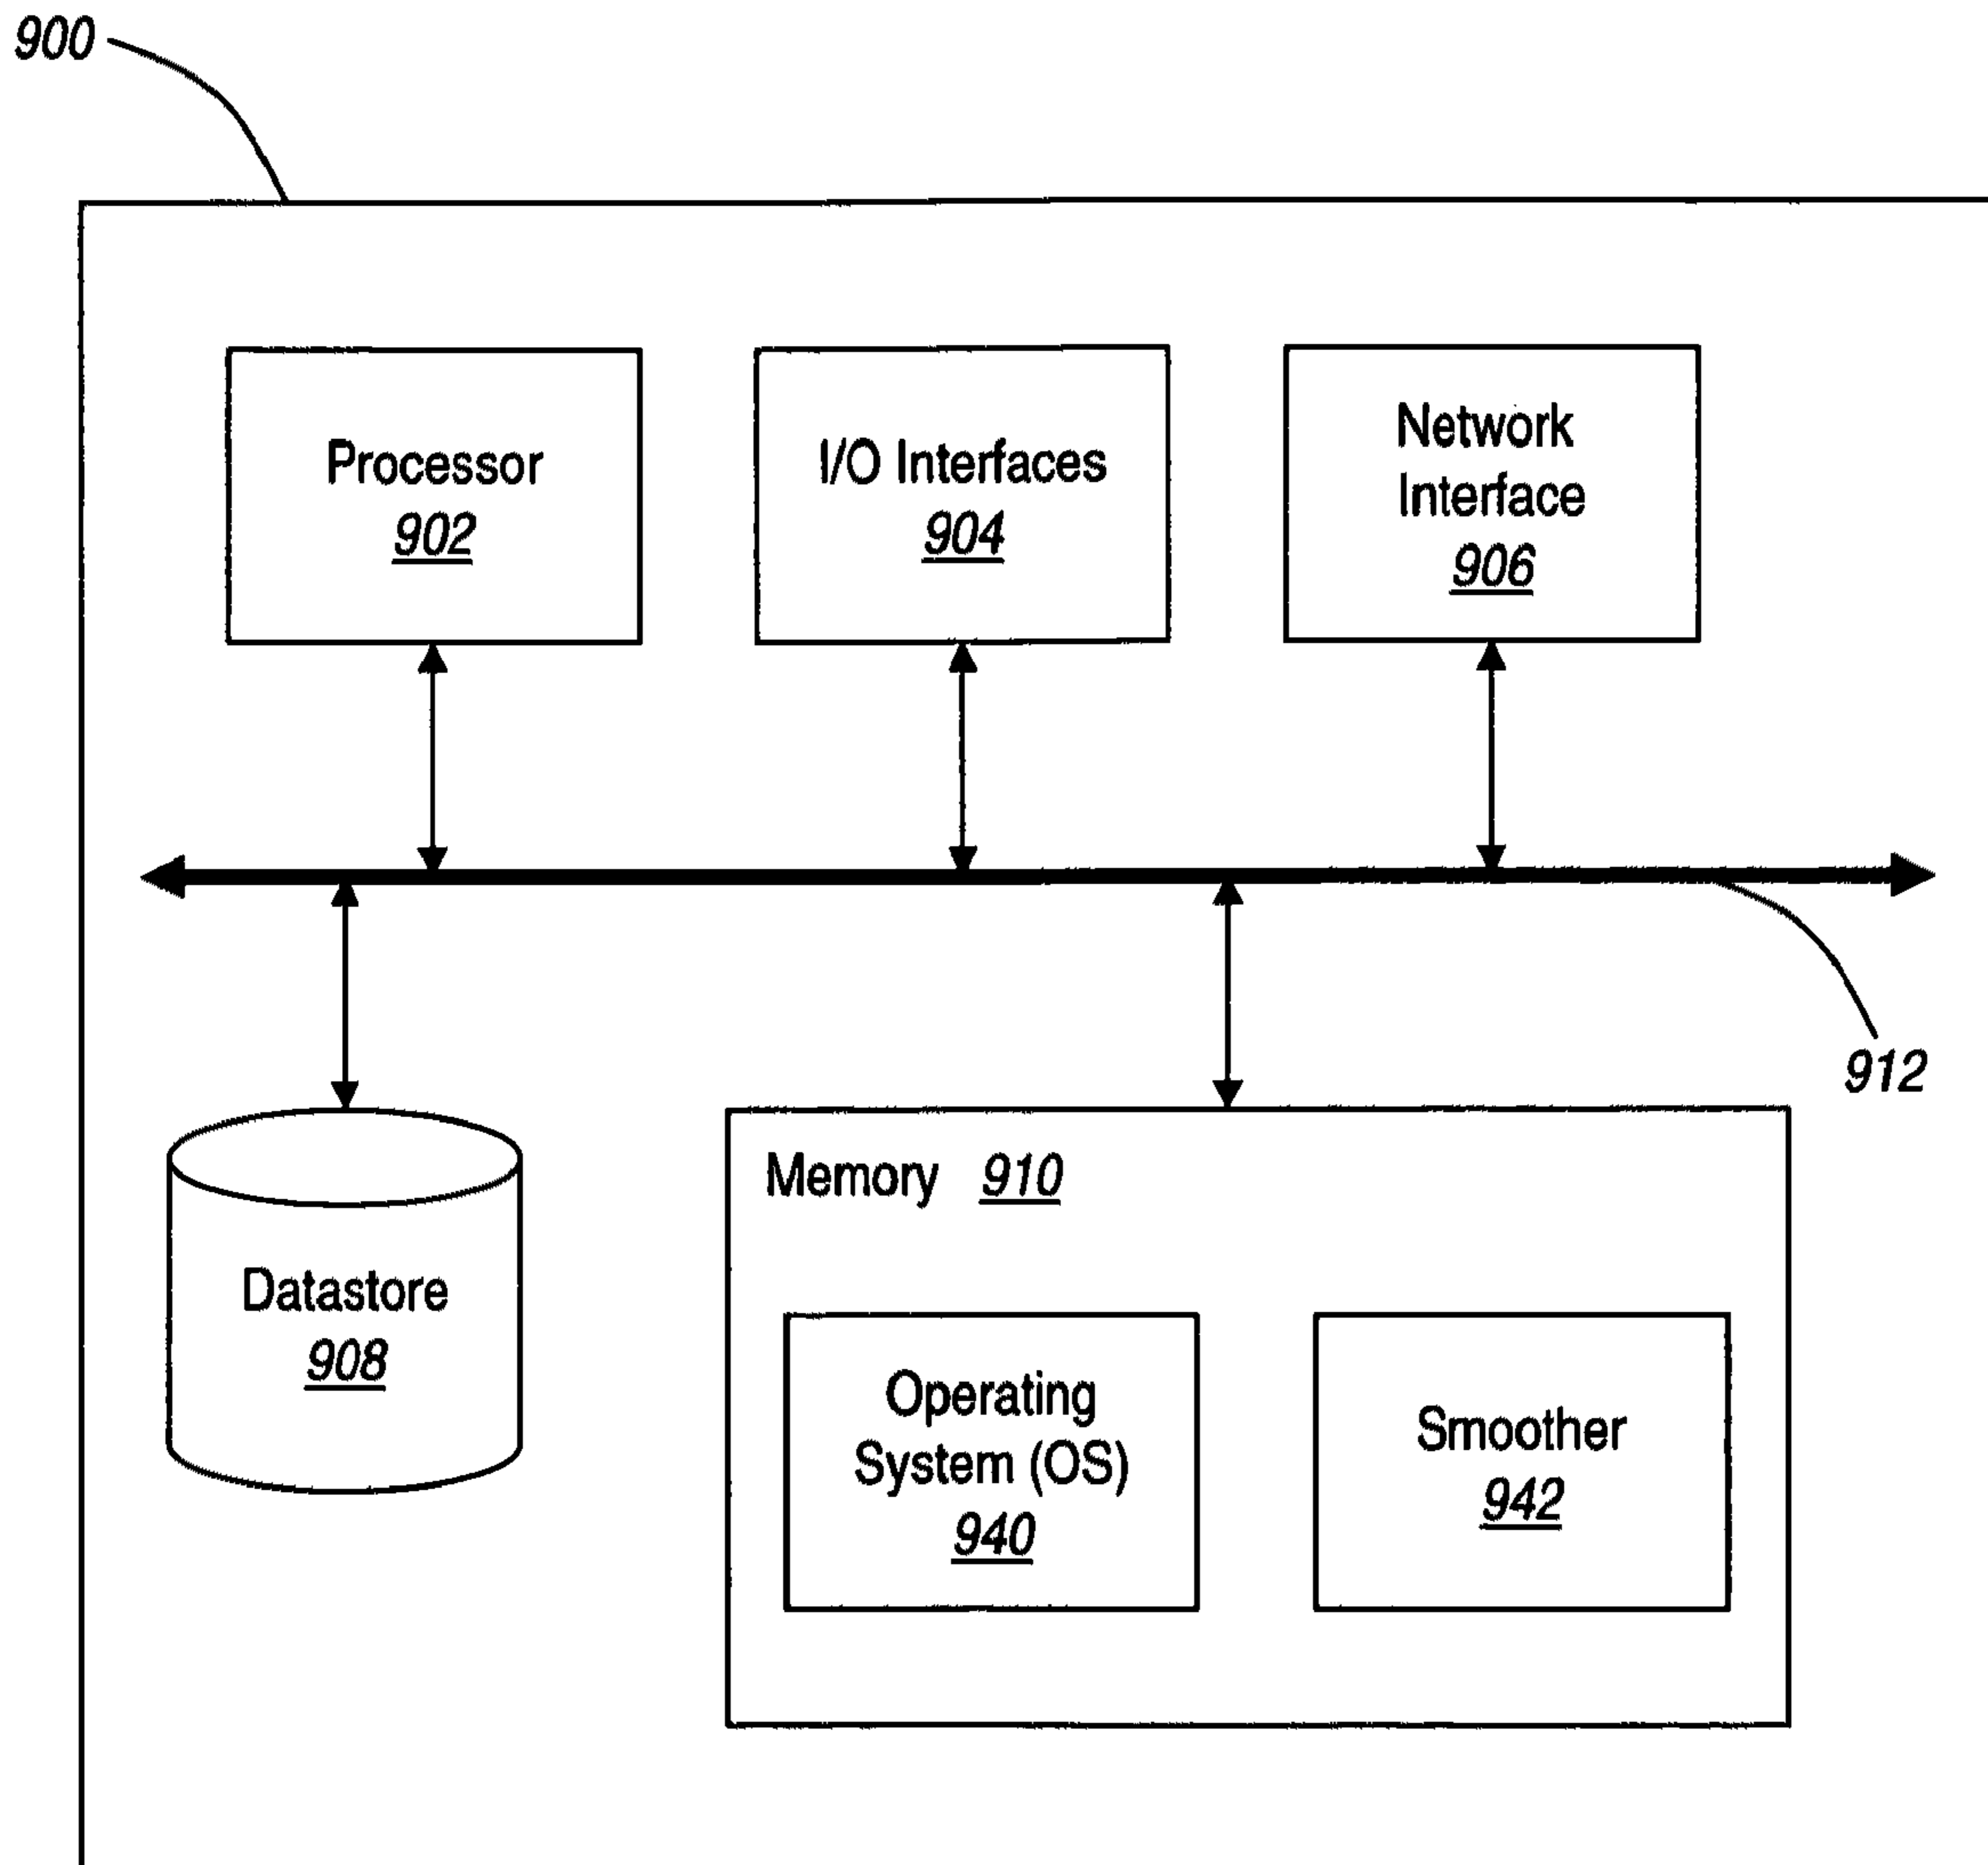 900
Processor
902
I/O Interfaces
904
Network
Interface
906
912
Datastore
908
Memory 910
Operating
System (OS)
940
Smoother
942